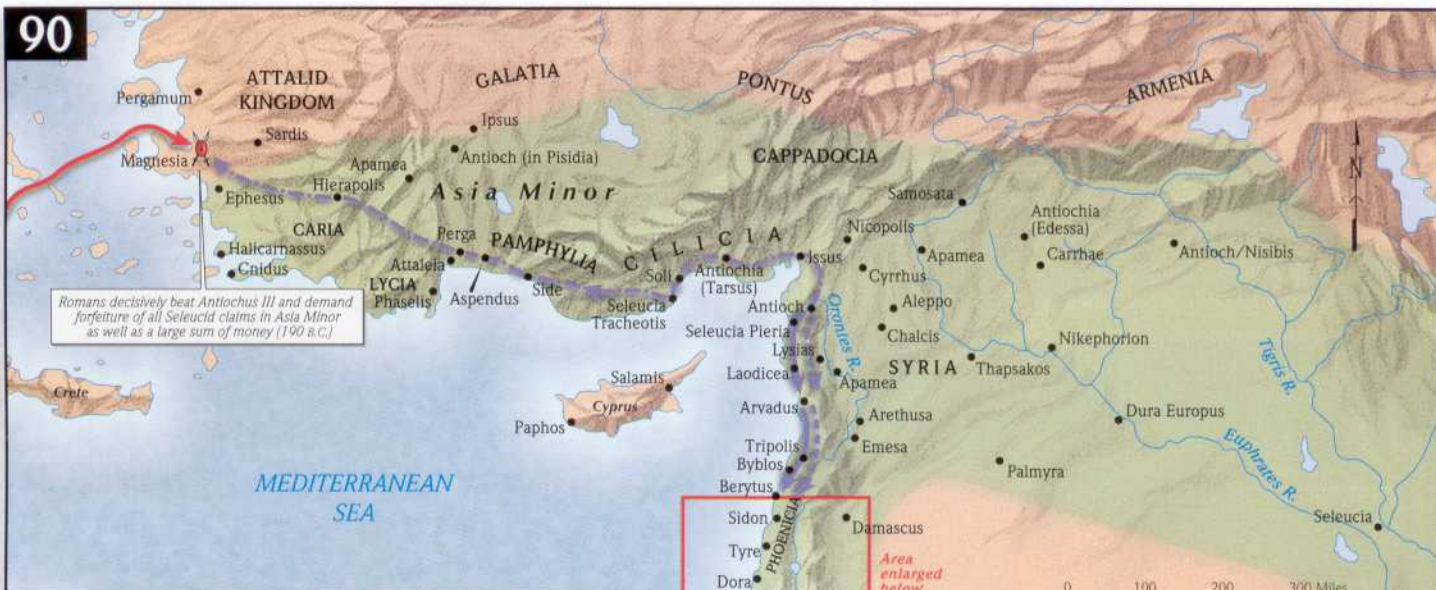 90
ATTALID
KINGDOM
GALATIA
PONTUS
ARMENIA
Pergamum
Sardis
Ipsus
Magnesia
Antioch (in Pisidia)
CAPPADOCIA
N
Apamea
Hierapolis
Asia Minor
Ephesus
Samosata
Antiochia
(Edessa)
Nicopolis
CARIA
Perga
PAMPHYLIA
CILICIA
Issus
Apamea
Carrhae
Antioch/Nisibis
Halicarnassus
Attaleia
Cnidus
LYCIA
Phaselis
Aspendus
Side
Soli
Antiochia
(Tarsus)
Cyrrhus
Seleucia
Tracheotis
Antioch
Orontes R.
Aleppo
Romans decisively beat Antiochus III and demand
forfeiture of all Seleucid claims in Asia Minor
as well as a large sum of money (190 B.C.)
Seleucia Pieria
Chalcis
Lysias
Nikephorion
Tigris R.
Laodicea
Apamea
SYRIA
Thapsakos
Crete
Salamis
Cyprus
Paphos
Arvadus
Arethusa
Dura Europus
Emesa
Tripolis
Byblos
Palmyra
Euphrates R.
MEDITERRANEAN
SEA
Berytus
Sidon
PHOENICIA
Damascus
Seleucia
Tyre
Dora
Area
enlarged
below
0 100 200 300 Miles